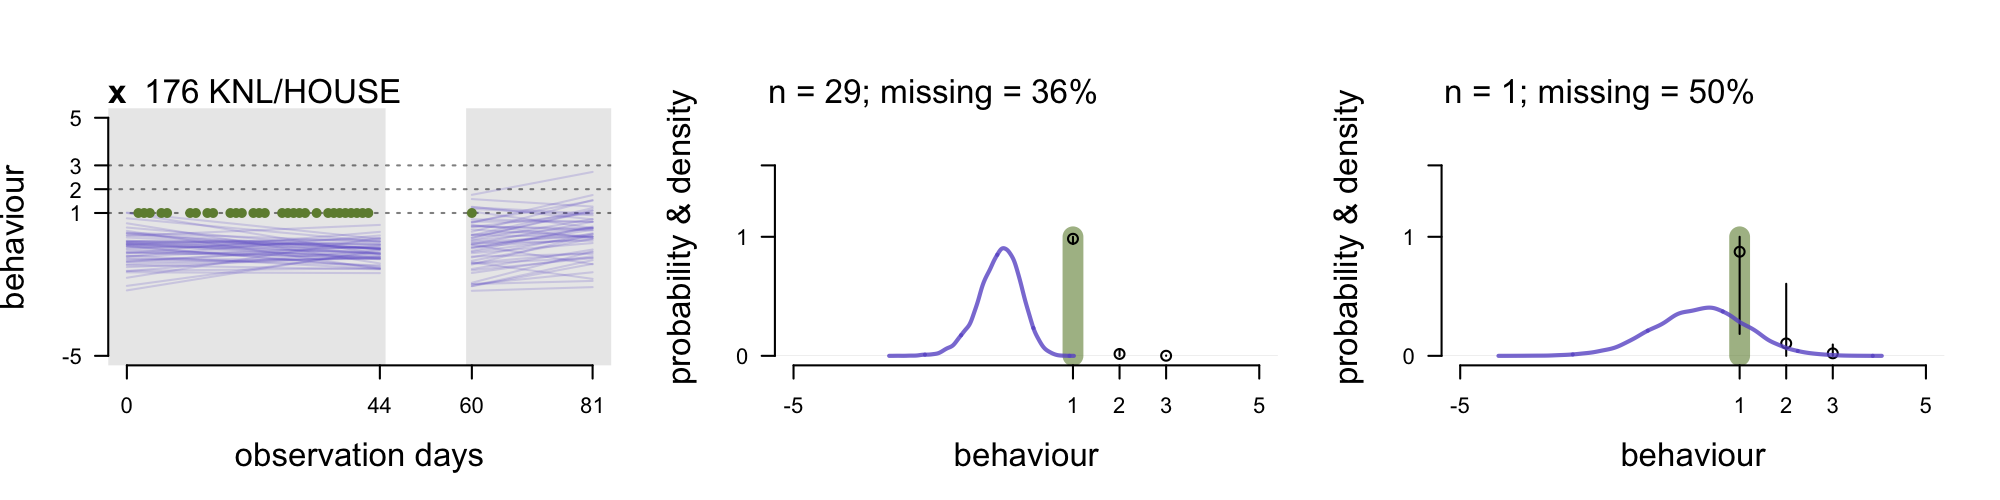 x 176 KNL/HOUSE
behaviour
5
3
2
1
-5
0 44 60 81
observation days
n = 29; missing = 36%
probability & density
1
0
-5 1 2 3 5
behaviour
n = 1; missing = 50%
probability & density
1
0
-5 1 2 3 5
behaviour